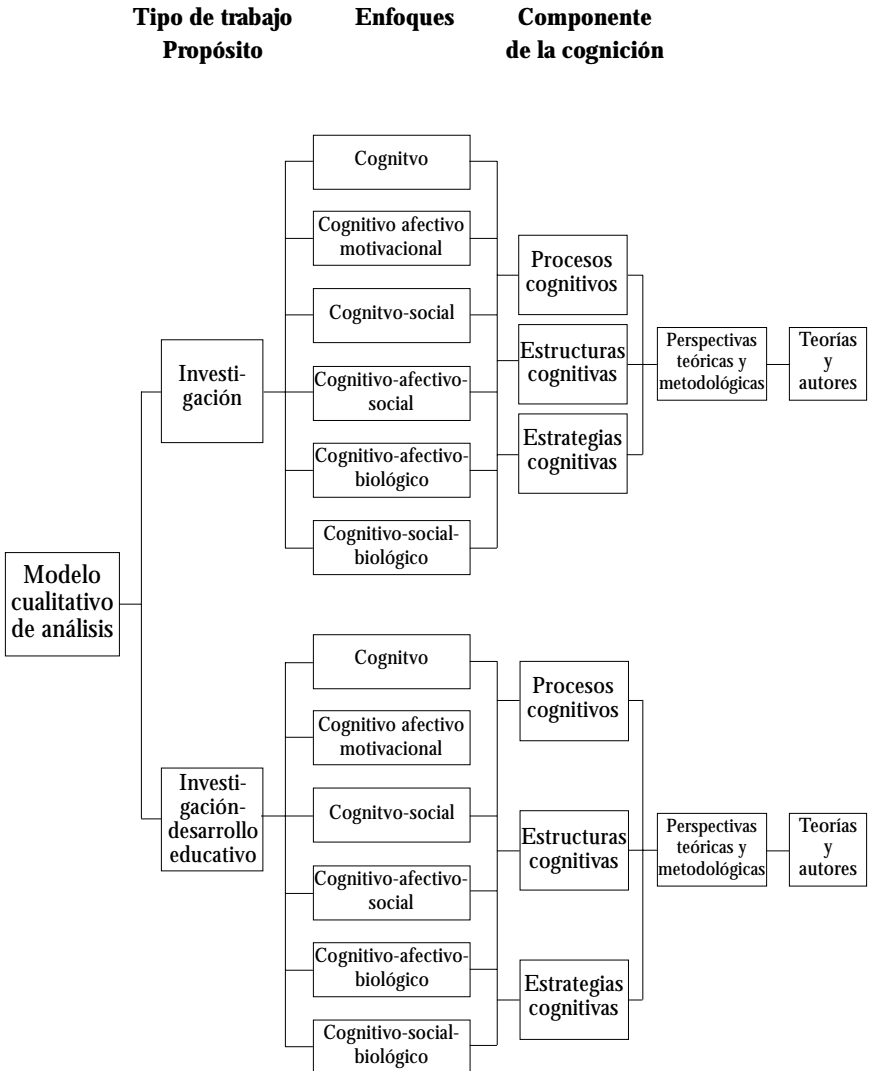 Tipo de trabajo
Propósito
Enfoques
Componente
de la cognición
Cognitvo
Cognitivo afectivo
motivacional
Cognitvo-social
Cognitivo-afectivo-
social
Cognitivo-afectivo-
biológico
Cognitivo-social-
biológico
Investi-
gación
Procesos
cognitivos
Estructuras
cognitivas
Estrategias
cognitivas
Perspectivas
teóricas y
metodológicas
Teorías
y
autores
Modelo
cualitativo
de análisis
Investi-
gación-
desarrollo
educativo
Cognitvo
Cognitivo afectivo
motivacional
Cognitvo-social
Cognitivo-afectivo-
social
Cognitivo-afectivo-
biológico
Cognitivo-social-
biológico
Procesos
cognitivos
Estructuras
cognitivas
Estrategias
cognitivas
Perspectivas
teóricas y
metodológicas
Teorías
y
autores